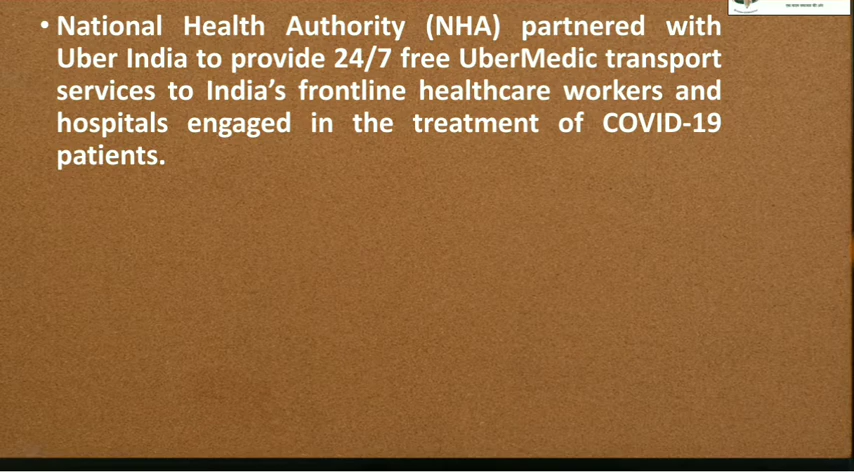 • National Health Authority (NHA) partnered with
Uber India to provide 24/7 free UberMedic transport
services to India’s frontline healthcare workers and
hospitals engaged in the treatment of COVID-19
patients.